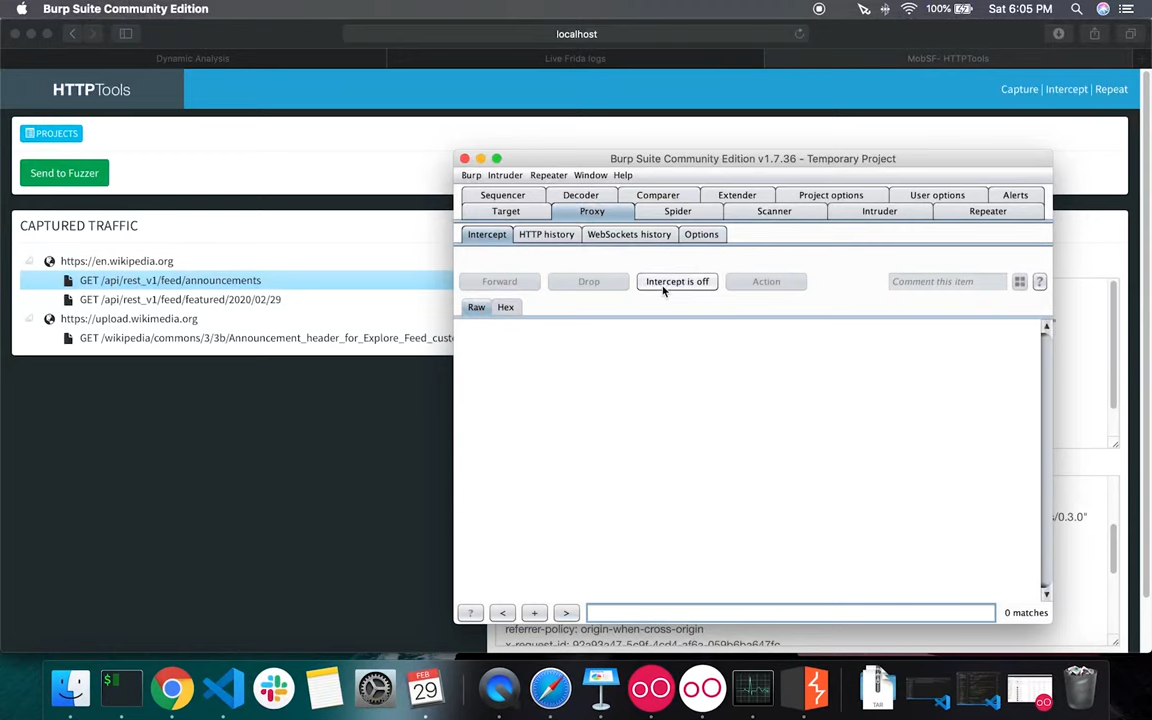 Burp Suite Community Edition
100%
Sat 6:05 PM
localhost
Dynamic Analysis
Live Frida logs
MobSF- HTTPTools
HTTPTools
Capture | Intercept | Repeat
PROJECTS
Send to Fuzzer
CAPTURED TRAFFIC
https://en.wikipedia.org
GET /api/rest_v1/feed/announcements
GET /api/rest_v1/feed/featured/2020/02/29
https://upload.wikimedia.org
GET /wikipedia/commons/3/3b/Announcement_header_for_Explore_Feed_custo
Burp Suite Community Edition v1.7.36 - Temporary Project
Burp Intruder Repeater Window Help
Sequencer Decoder Comparer Extender Project options User options Alerts
Target Proxy Spider Scanner Intruder Repeater
Intercept HTTP history WebSockets history Options
Forward Drop Intercept is off Action Comment this item ?
Raw Hex
/0.3.0"
? < + > 0 matches
referrer-policy: origin-when-cross-origin
$
FEB
29
TAR